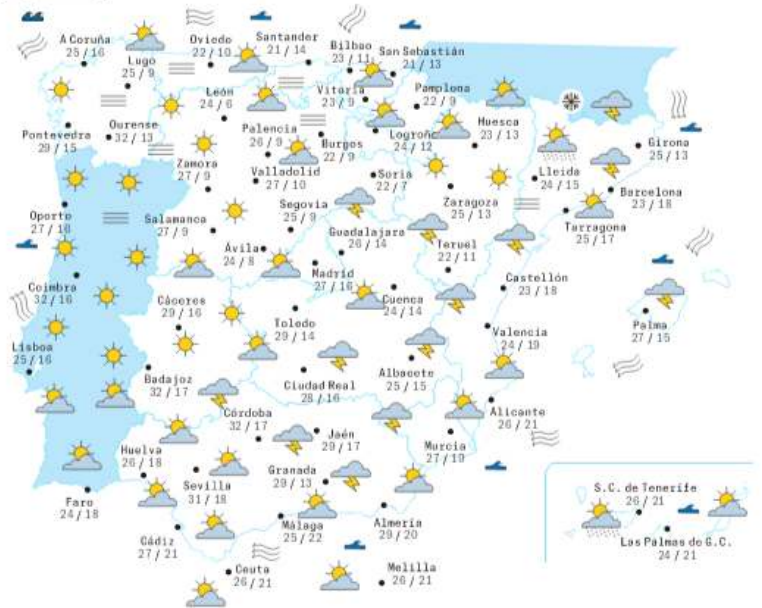 A Coruña
25 / 16
Lugo
25 / 9
Oviedo
22 / 10
Santander
21 / 14
Bilbao
23 / 11
San Sebastián
21 / 13
Vitoria
23 / 9
Pamplona
22 / 9
León
24 / 6
Pontevedra
29 / 15
Ourense
32 / 13
Palencia
26 / 9
Burgos
22 / 9
Logroño
24 / 12
Huesca
23 / 13
Girona
25 / 13
Zamora
27 / 9
Valladolid
27 / 10
Soria
22 / 7
Zaragoza
25 / 13
Lleida
24 / 15
Barcelona
23 / 18
Tarragona
25 / 17
Oporto
27 / 16
Salamanca
27 / 9
Segovia
25 / 9
Ávila
24 / 8
Guadalajara
26 / 14
Madrid
27 / 16
Teruel
22 / 11
Coimbra
32 / 16
Cáceres
29 / 16
Toledo
29 / 14
Cuenca
24 / 14
Castellón
23 / 18
Palma
27 / 15
Lisboa
25 / 16
Badajoz
32 / 17
Ciudad Real
28 / 16
Albacete
25 / 15
Valencia
24 / 19
Alicante
26 / 21
Córdoba
32 / 17
Jaén
29 / 17
Murcia
27 / 19
Huelva
26 / 18
Sevilla
31 / 18
Granada
29 / 13
Faro
24 / 18
Cádiz
27 / 21
Málaga
25 / 22
Almería
29 / 20
Ceuta
26 / 21
Melilla
26 / 21
S.C. de Tenerife
26 / 21
Las Palmas de G.C.
24 / 21